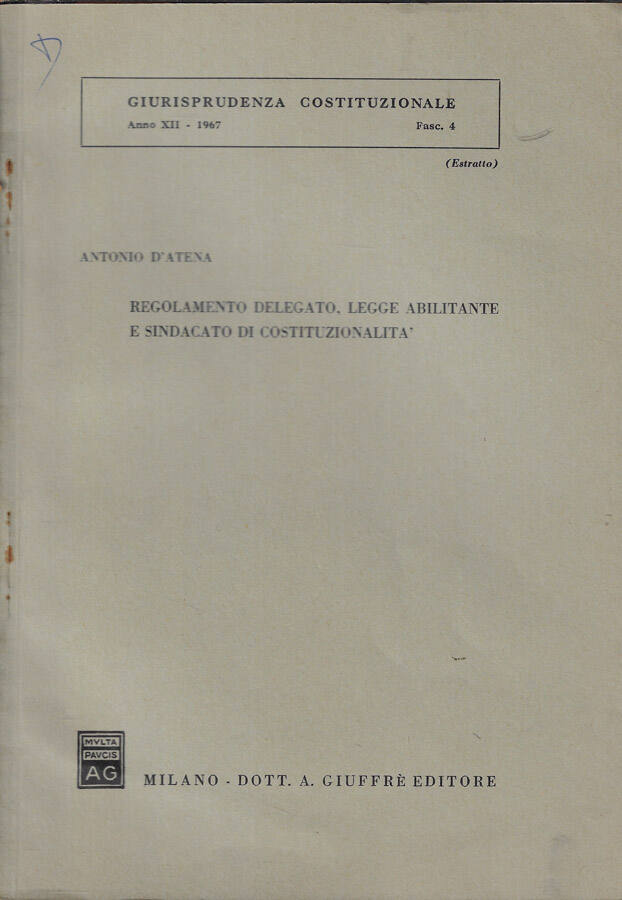 GIURISPRUDENZA COSTITUZIONALE
Anno XII - 1967 Fasc. 4
(Estratto)
ANTONIO D'ATENA
REGOLAMENTO DELEGATO, LEGGE ABILITANTE
E SINDACATO DI COSTITUZIONALITA'
MVLTA
PAVCIS
AG
MILANO - DOTT. A. GIUFFRÈ EDITORE